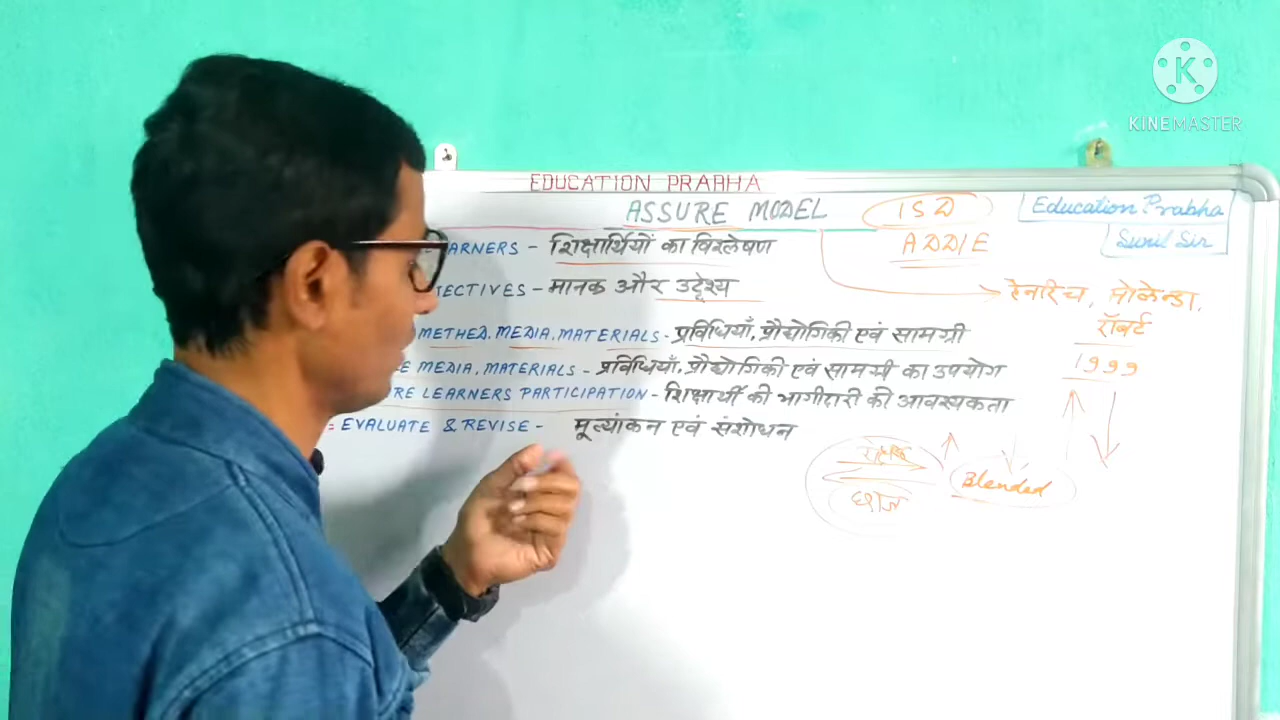 KINEMASTER
EDUCATION PRABHA
ASSURE MODEL
ISD
Education Prabha
Sunil Sir
ADDIE
ARNERS - शिक्षार्थियों का विश्लेषण
JECTIVES - मानक और उद्देश्य
हेनरिच, मोलेन्डा,
रॉबर्ट
1999
METHED. MEDIA. MATERIALS - प्रविधियाँ, प्रौद्योगिकी एवं सामग्री
E MEDIA, MATERIALS - प्रविधियाँ, प्रौद्योगिकी एवं सामग्री का उपयोग
RE LEARNERS PARTICIPATION - शिक्षार्थी की भागीदारी की आवश्यकता
= EVALUATE & REVISE - मूल्यांकन एवं संशोधन
Blended